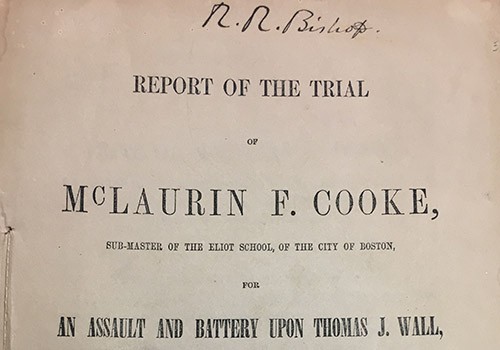 R. R. Bishop.
REPORT OF THE TRIAL
OF
McLAURIN F. COOKE,
SUB-MASTER OF THE ELIOT SCHOOL, OF THE CITY OF BOSTON,
FOR
AN ASSAULT AND BATTERY UPON THOMAS J. WALL,